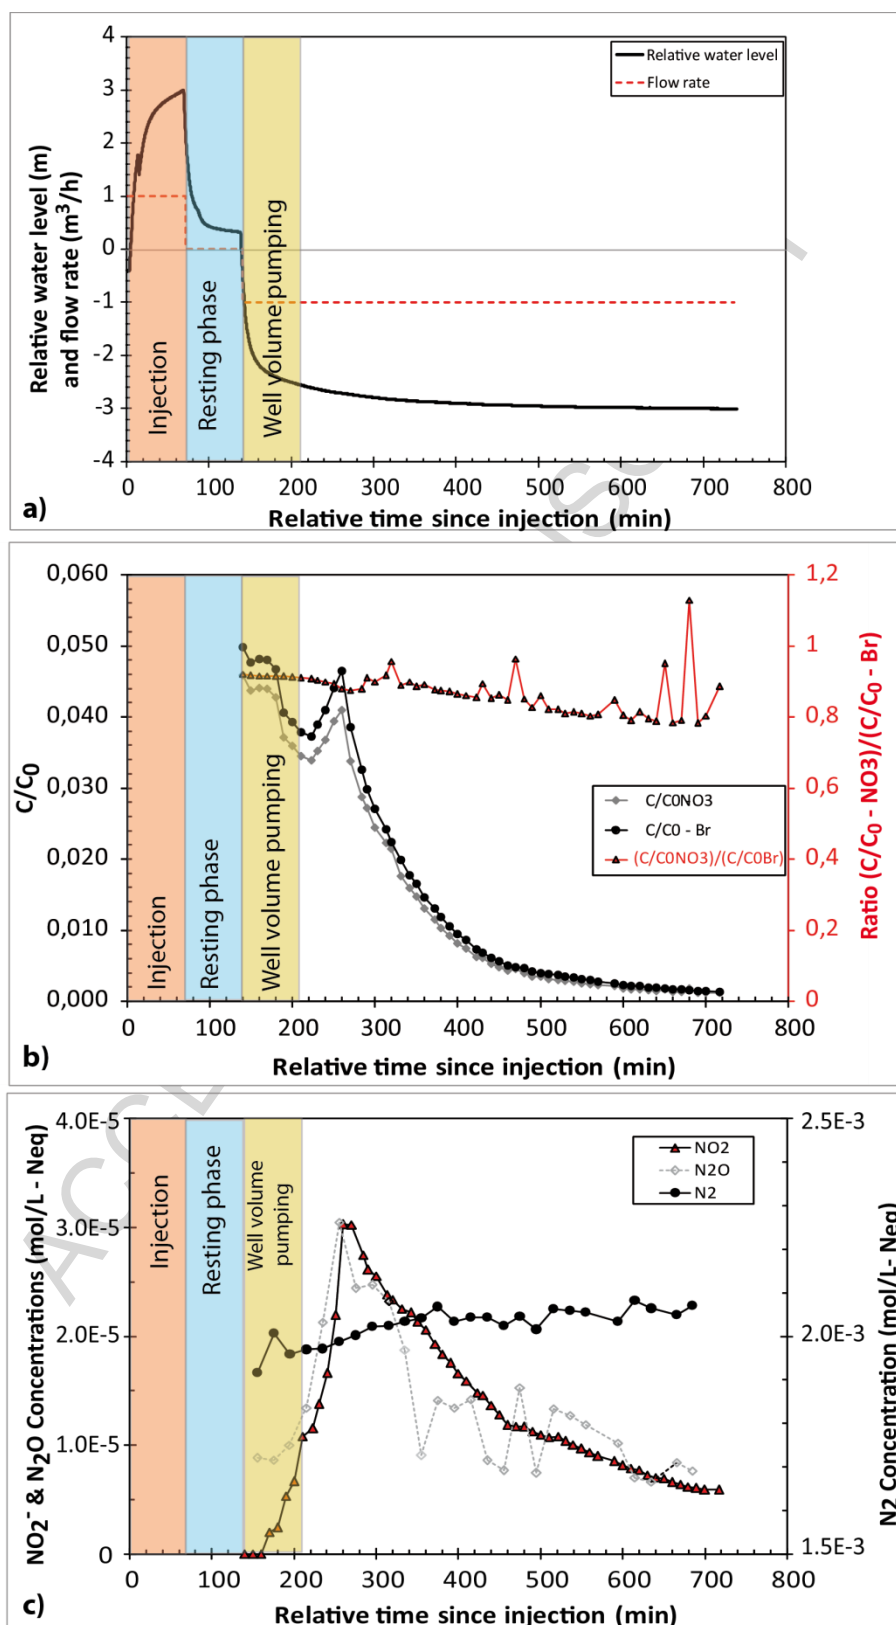 Relative water level
Flow rate
Relative water level (m)
and flow rate (m³/h)
4
3
2
1
0
-1
-2
-3
-4
Injection
Resting phase
Well volume pumping
0 100 200 300 400 500 600 700 800
Relative time since injection (min)
a)
C/C₀
0,060
0,050
0,040
0,030
0,020
0,010
0,000
Injection
Resting phase
Well volume pumping
C/C0NO3
C/C0 - Br
(C/C0NO3)/(C/C0Br)
1,2
1
0,8
0,6
0,4
0,2
0
Ratio (C/C₀ - NO3)/(C/C₀ - Br)
0 100 200 300 400 500 600 700 800
Relative time since injection (min)
b)
NO₂⁻ & N₂O Concentrations (mol/L - Neq)
4.0E-5
3.0E-5
2.0E-5
1.0E-5
0
Injection
Resting phase
Well volume
pumping
NO2
N2O
N2
2.5E-3
2.0E-3
1.5E-3
N2 Concentration (mol/L- Neq)
0 100 200 300 400 500 600 700 800
Relative time since injection (min)
c)